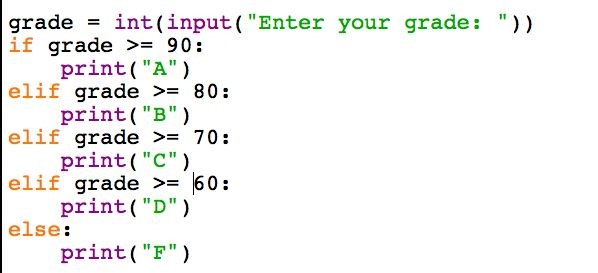 grade = int(input("Enter your grade: "))
if grade >= 90:
    print("A")
elif grade >= 80:
    print("B")
elif grade >= 70:
    print("C")
elif grade >= 60:
    print("D")
else:
    print("F")